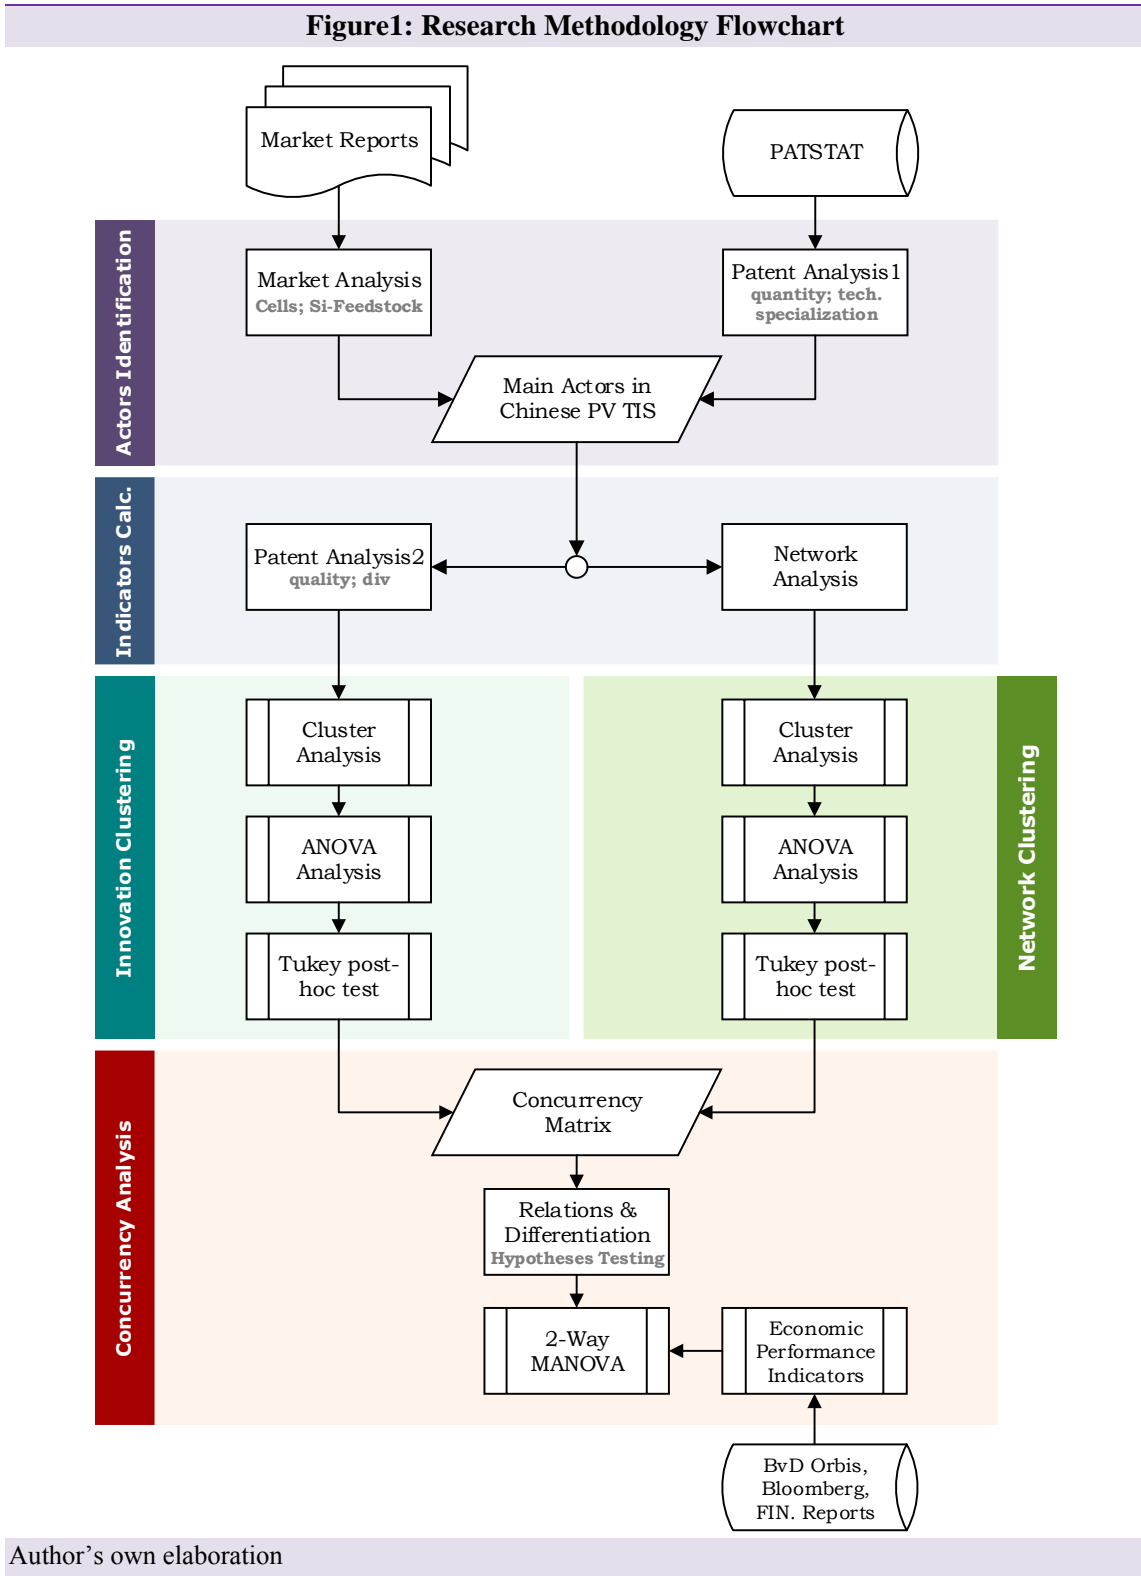 Figure1: Research Methodology Flowchart
Market Reports
PATSTAT
Actors Identification
Market Analysis
Cells; Si-Feedstock
Patent Analysis1
quantity; tech.
specialization
Main Actors in
Chinese PV TIS
Indicators Calc.
Patent Analysis2
quality; div
Network
Analysis
Innovation Clustering
Cluster
Analysis
ANOVA
Analysis
Tukey post-
hoc test
Cluster
Analysis
ANOVA
Analysis
Tukey post-
hoc test
Network Clustering
Concurrency Analysis
Concurrency
Matrix
Relations &
Differentiation
Hypotheses Testing
2-Way
MANOVA
Economic
Performance
Indicators
BvD Orbis,
Bloomberg,
FIN. Reports
Author's own elaboration